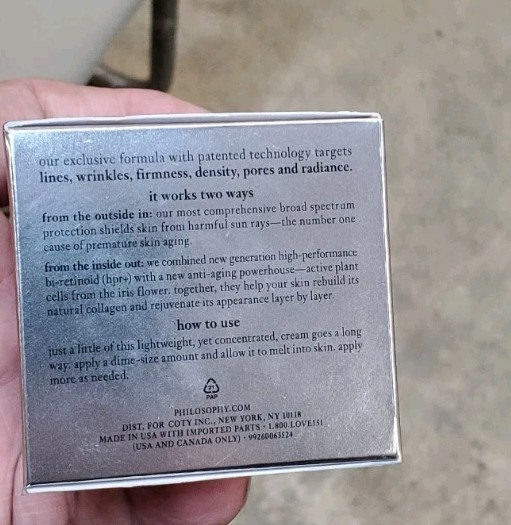 our exclusive formula with patented technology targets
lines, wrinkles, firmness, density, pores and radiance.
it works two ways
from the outside in: our most comprehensive broad spectrum
protection shields skin from harmful sun rays—the number one
cause of premature skin aging.
from the inside out: we combined new generation high-performance
bi-retinoid (hpr+) with a new anti-aging powerhouse—active plant
cells from the iris flower. together, they help your skin rebuild its
natural collagen and rejuvenate its appearance layer by layer.
how to use
just a little of this lightweight, yet concentrated, cream goes a long
way. apply a dime-size amount and allow it to melt into skin. apply
more as needed.
21
PAP
PHILOSOPHY.COM
DIST. FOR COTY INC., NEW YORK, NY 10118
MADE IN USA WITH IMPORTED PARTS • 1.800.LOVE151
(USA AND CANADA ONLY) • 99260063524